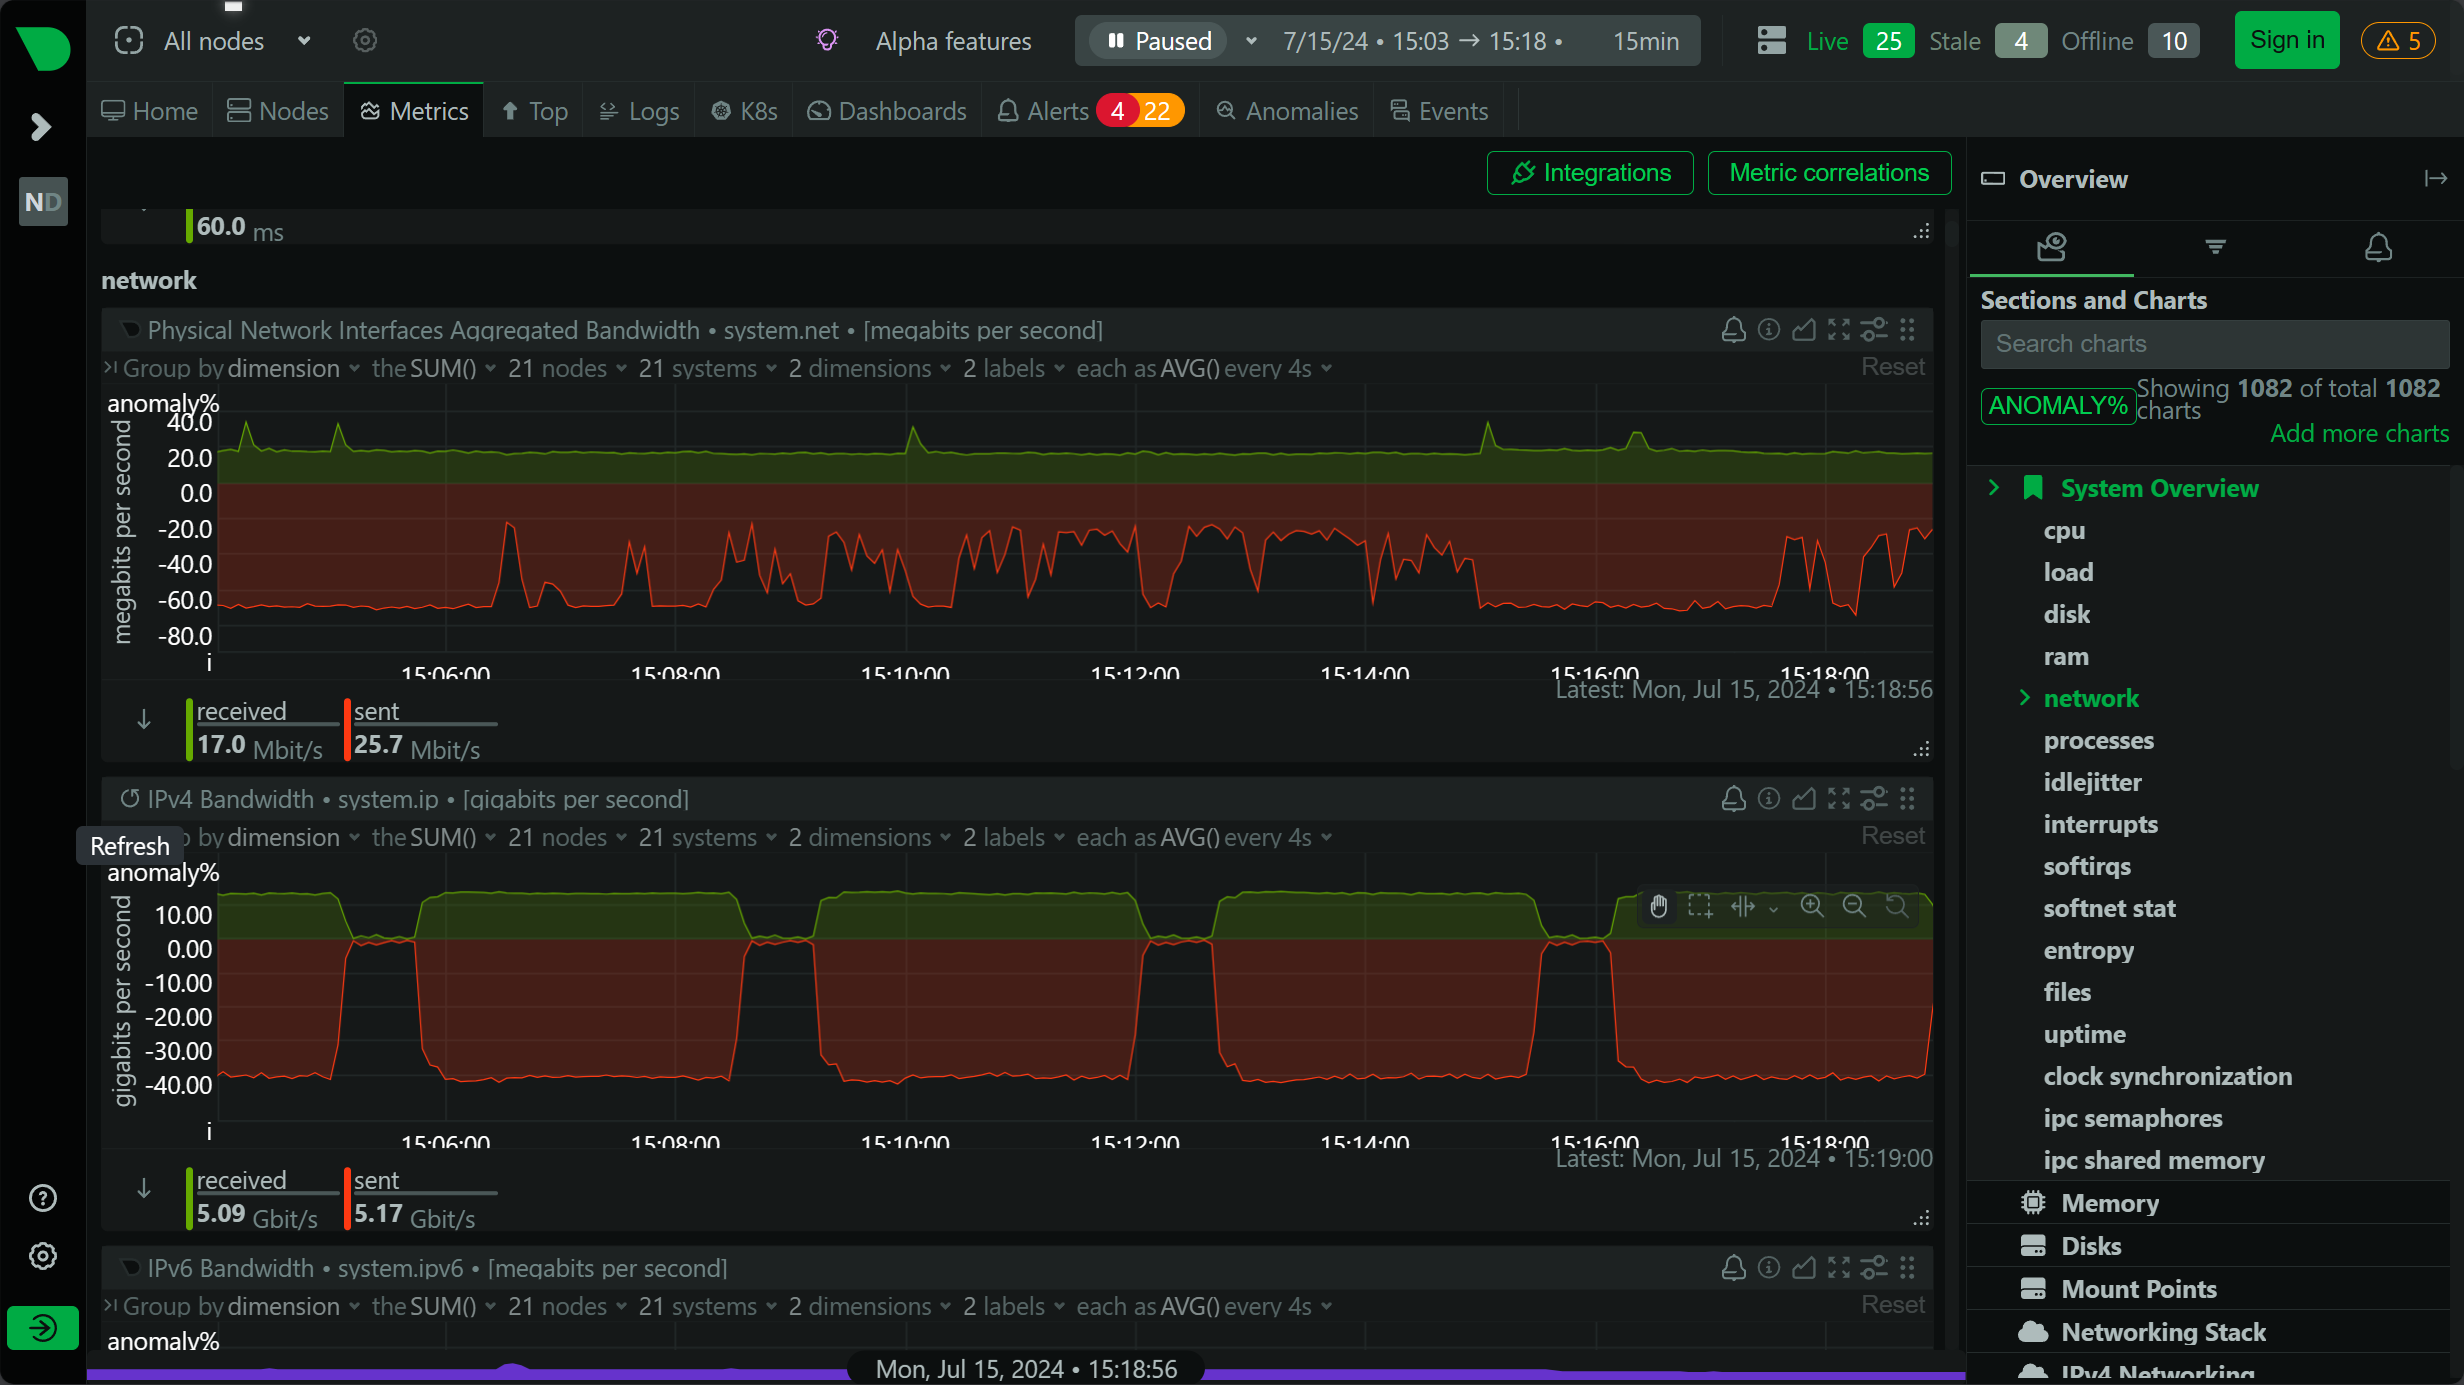 All nodes
Alpha features
Paused 7/15/24 • 15:03 → 15:18 • 15min
Live 25 Stale 4 Offline 10
Sign in
5
Home
Nodes
Metrics
Top
Logs
K8s
Dashboards
Alerts 4 22
Anomalies
Events
ND
Integrations
Metric correlations
60.0 ms
network
Physical Network Interfaces Aggregated Bandwidth • system.net • [megabits per second]
Group by dimension the SUM() 21 nodes 21 systems 2 dimensions 2 labels each as AVG() every 4s Reset
anomaly%
megabits per second
40.0
20.0
0.0
-20.0
-40.0
-60.0
-80.0
i
15:06:00 15:08:00 15:10:00 15:12:00 15:14:00 15:16:00 15:18:00
Latest: Mon, Jul 15, 2024 • 15:18:56
received sent
17.0 Mbit/s 25.7 Mbit/s
IPv4 Bandwidth • system.ip • [gigabits per second]
by dimension the SUM() 21 nodes 21 systems 2 dimensions 2 labels each as AVG() every 4s Reset
Refresh
anomaly%
gigabits per second
10.00
0.00
-10.00
-20.00
-30.00
-40.00
i
15:06:00 15:08:00 15:10:00 15:12:00 15:14:00 15:16:00 15:18:00
Latest: Mon, Jul 15, 2024 • 15:19:00
received sent
5.09 Gbit/s 5.17 Gbit/s
IPv6 Bandwidth • system.ipv6 • [megabits per second]
Group by dimension the SUM() 21 nodes 21 systems 2 dimensions 2 labels each as AVG() every 4s Reset
anomaly%
Mon, Jul 15, 2024 • 15:18:56
Overview
Sections and Charts
Search charts
ANOMALY%
Showing 1082 of total 1082
charts
Add more charts
System Overview
cpu
load
disk
ram
network
processes
idlejitter
interrupts
softirqs
softnet stat
entropy
files
uptime
clock synchronization
ipc semaphores
ipc shared memory
Memory
Disks
Mount Points
Networking Stack
IPv4 Networking